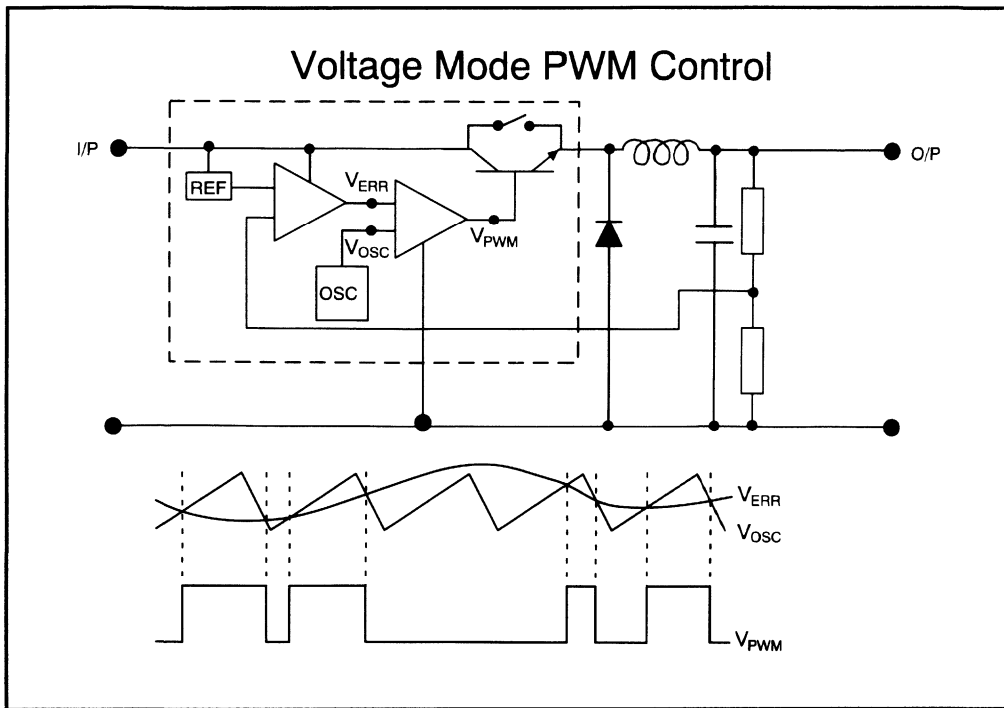 Voltage Mode PWM Control
I/P
O/P
REF
VERR
VOSC
VPWM
OSC
VERR
VOSC
VPWM